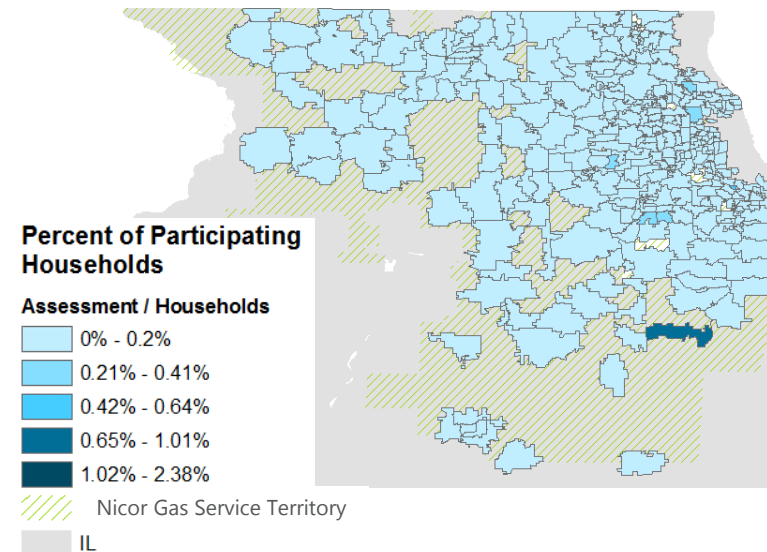 Percent of Participating
Households
Assessment / Households
0% - 0.2%
0.21% - 0.41%
0.42% - 0.64%
0.65% - 1.01%
1.02% - 2.38%
Nicor Gas Service Territory
IL